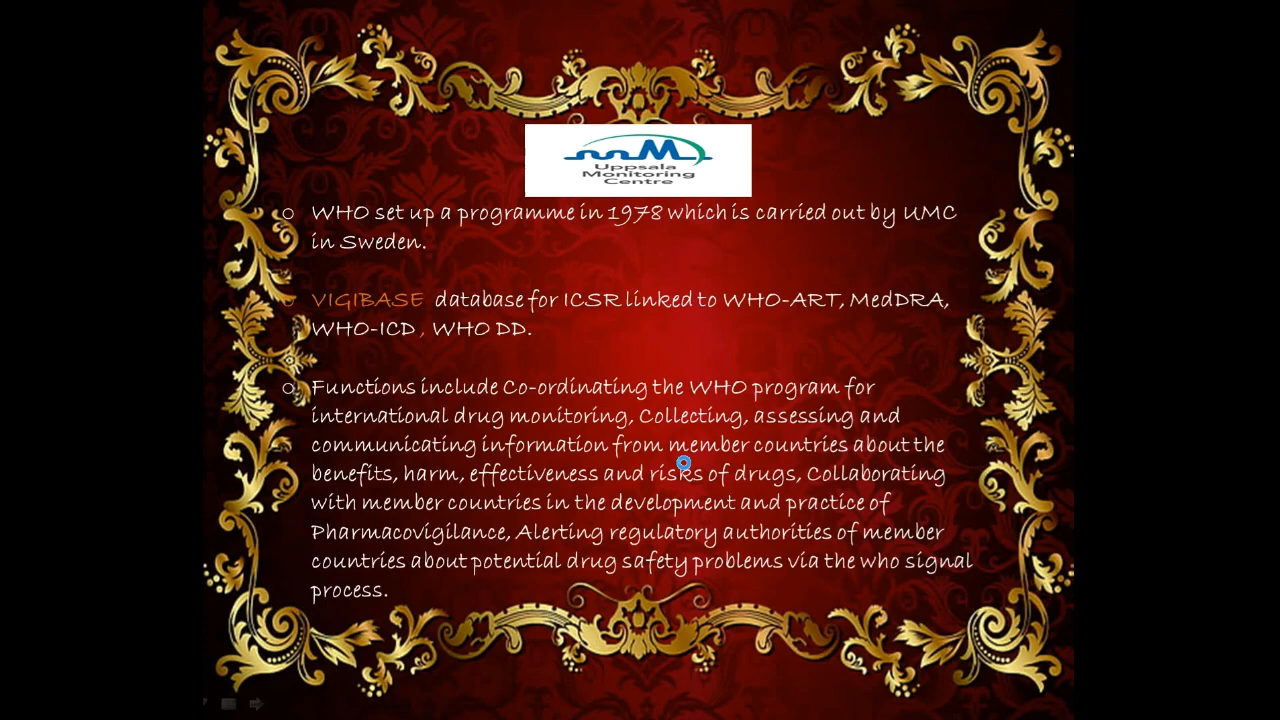 Uppsala
Monitoring
Centre
WHO set up a programme in 1978 which is carried out by UMC
in Sweden.
VIGIBASE database for ICSR linked to WHO-ART, MedDRA,
WHO-ICD , WHO DD.
Functions include Co-ordinating the WHO program for
international drug monitoring, Collecting, assessing and
communicating information from member countries about the
benefits, harm, effectiveness and risks of drugs, Collaborating
with member countries in the development and practice of
Pharmacovigilance, Alerting regulatory authorities of member
countries about potential drug safety problems via the who signal
process.